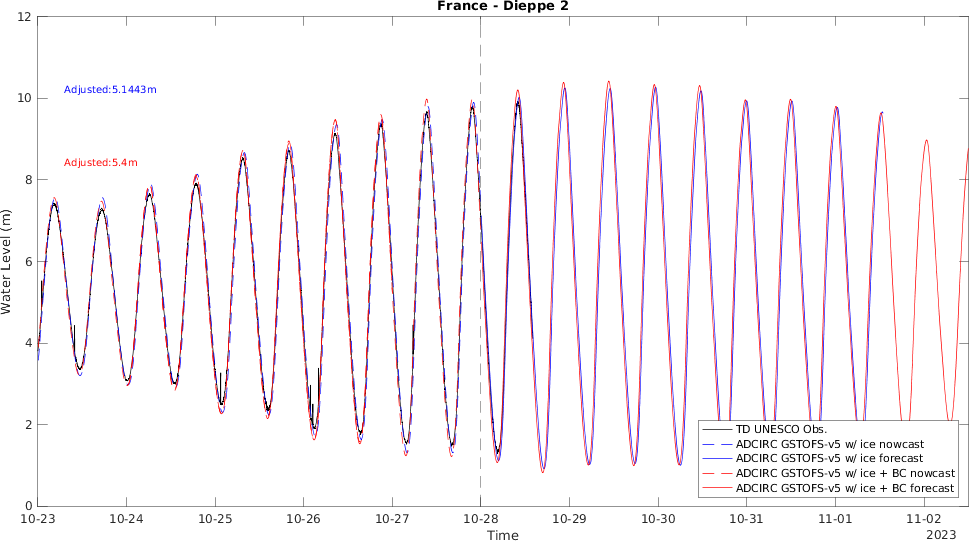 France - Dieppe 2
12
10
8
6
4
2
0
Water Level (m)
Adjusted:5.1443m
Adjusted:5.4m
TD UNESCO Obs.
ADCIRC GSTOFS-v5 w/ ice nowcast
ADCIRC GSTOFS-v5 w/ ice forecast
ADCIRC GSTOFS-v5 w/ ice + BC nowcast
ADCIRC GSTOFS-v5 w/ ice + BC forecast
10-23 10-24 10-25 10-26 10-27 10-28 10-29 10-30 10-31 11-01 11-02
Time
2023